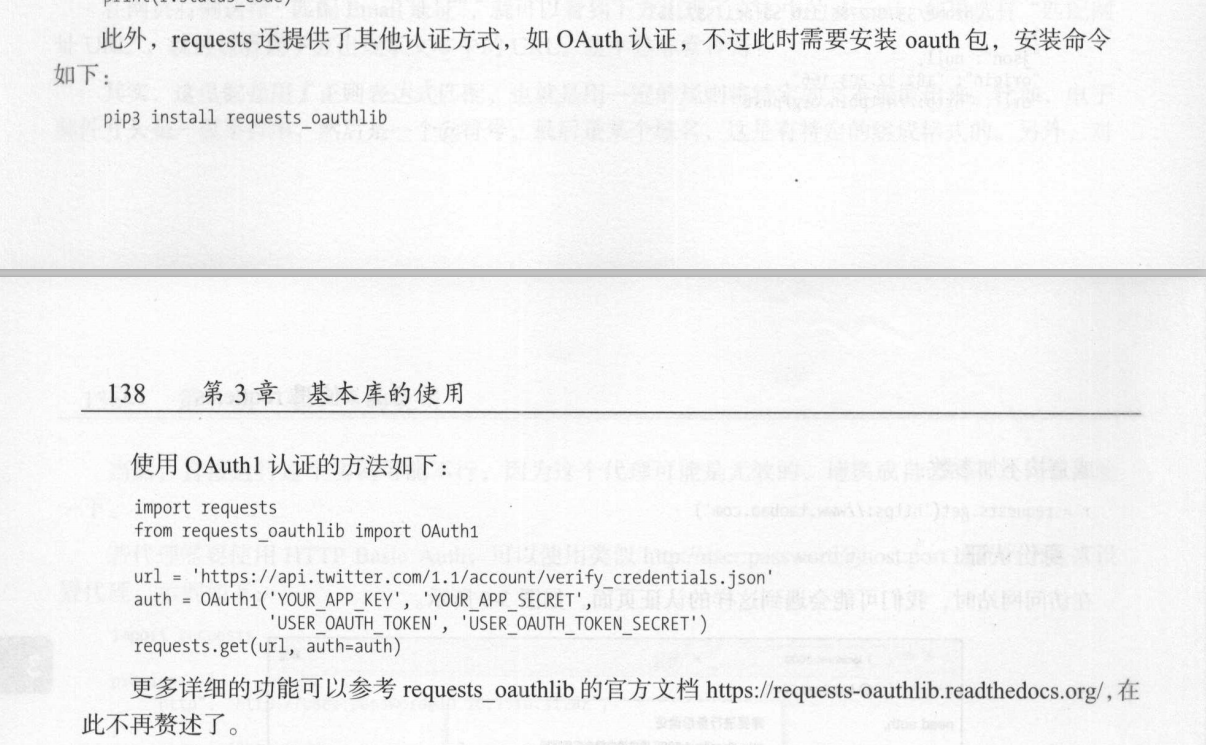 print(r.status_code)
此外，requests 还提供了其他认证方式，如 OAuth 认证，不过此时需要安装 oauth 包，安装命令
如下：
pip3 install requests_oauthlib
138 第 3 章 基本库的使用
使用 OAuth1 认证的方法如下：
import requests
from requests_oauthlib import OAuth1
url = 'https://api.twitter.com/1.1/account/verify_credentials.json'
auth = OAuth1('YOUR_APP_KEY', 'YOUR_APP_SECRET',
'USER_OAUTH_TOKEN', 'USER_OAUTH_TOKEN_SECRET')
requests.get(url, auth=auth)
更多详细的功能可以参考 requests_oauthlib 的官方文档 https://requests-oauthlib.readthedocs.org/，在
此不再赘述了。